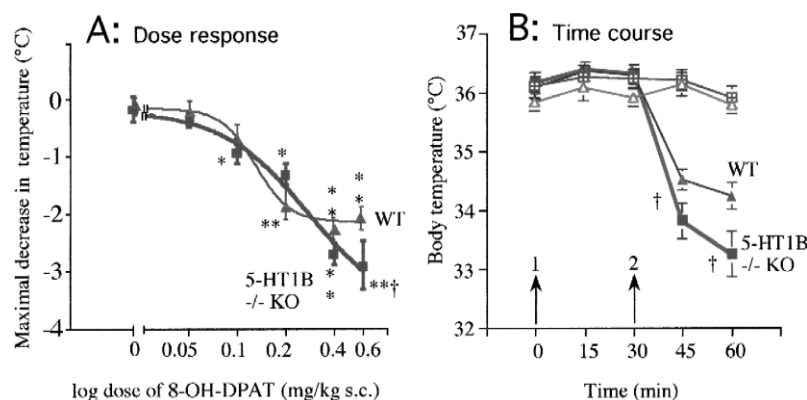 A: Dose response
Maximal decrease in temperature (°C)
0
-1
-2
-3
-4
*
*
**
*
*
*
*
*
*
**†
WT
5-HT1B
-/- KO
0 0.05 0.1 0.2 0.4 0.6
log dose of 8-OH-DPAT (mg/kg s.c.)
B: Time course
Body temperature (°C)
37
36
35
34
33
32
WT
†
5-HT1B
-/- KO
†
1 2
0 15 30 45 60
Time (min)